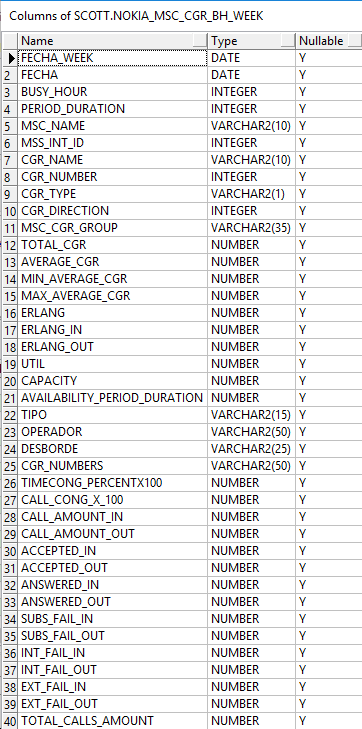 Columns of SCOTT.NOKIA_MSC_CGR_BH_WEEK
Name Type Nullable
FECHA_WEEK DATE Y
2 FECHA DATE Y
3 BUSY_HOUR INTEGER Y
4 PERIOD_DURATION INTEGER Y
5 MSC_NAME VARCHAR2(10) Y
6 MSS_INT_ID INTEGER Y
7 CGR_NAME VARCHAR2(10) Y
8 CGR_NUMBER INTEGER Y
9 CGR_TYPE VARCHAR2(1) Y
10 CGR_DIRECTION INTEGER Y
11 MSC_CGR_GROUP VARCHAR2(35) Y
12 TOTAL_CGR NUMBER Y
13 AVERAGE_CGR NUMBER Y
14 MIN_AVERAGE_CGR NUMBER Y
15 MAX_AVERAGE_CGR NUMBER Y
16 ERLANG NUMBER Y
17 ERLANG_IN NUMBER Y
18 ERLANG_OUT NUMBER Y
19 UTIL NUMBER Y
20 CAPACITY NUMBER Y
21 AVAILABILITY_PERIOD_DURATION NUMBER Y
22 TIPO VARCHAR2(15) Y
23 OPERADOR VARCHAR2(50) Y
24 DESBORDE VARCHAR2(25) Y
25 CGR_NUMBERS VARCHAR2(50) Y
26 TIMECONG_PERCENTX100 NUMBER Y
27 CALL_CONG_X_100 NUMBER Y
28 CALL_AMOUNT_IN NUMBER Y
29 CALL_AMOUNT_OUT NUMBER Y
30 ACCEPTED_IN NUMBER Y
31 ACCEPTED_OUT NUMBER Y
32 ANSWERED_IN NUMBER Y
33 ANSWERED_OUT NUMBER Y
34 SUBS_FAIL_IN NUMBER Y
35 SUBS_FAIL_OUT NUMBER Y
36 INT_FAIL_IN NUMBER Y
37 INT_FAIL_OUT NUMBER Y
38 EXT_FAIL_IN NUMBER Y
39 EXT_FAIL_OUT NUMBER Y
40 TOTAL_CALLS_AMOUNT NUMBER Y